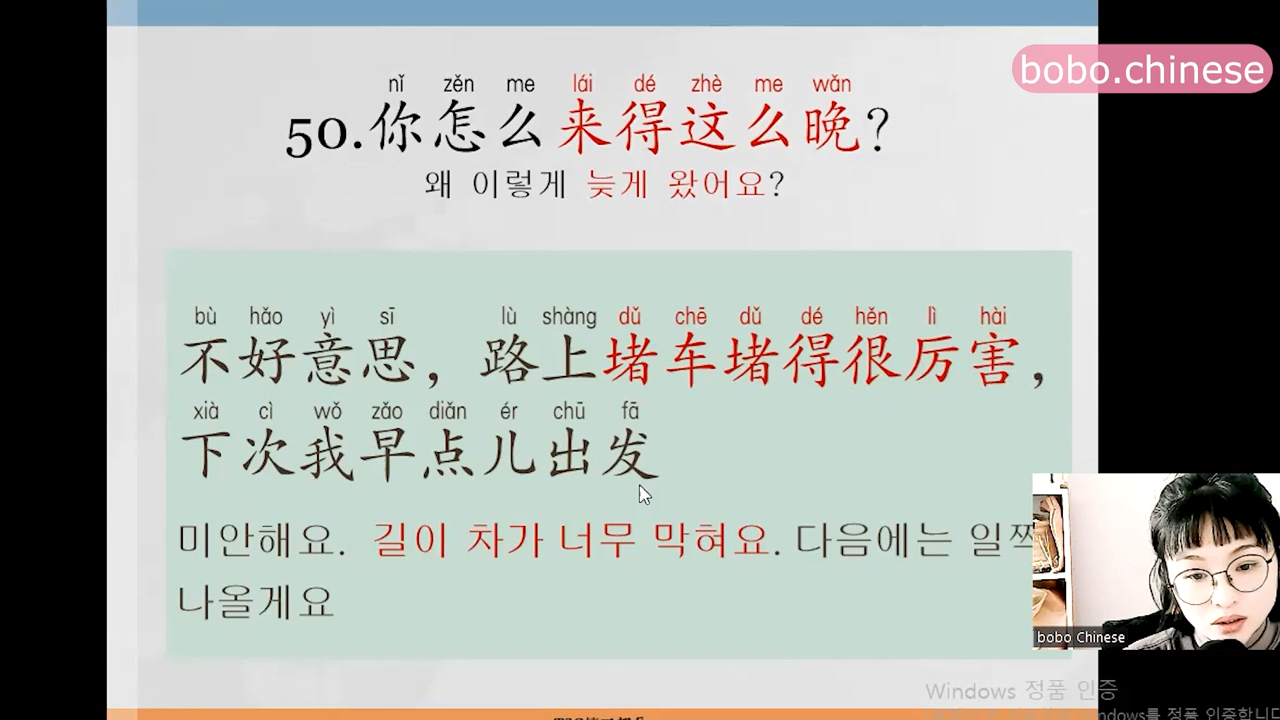 bobo.chinese
nǐ zěn me lái dé zhè me wǎn
50.你怎么来得这么晚?
왜 이렇게 늦게 왔어요?
bù hǎo yì sī lù shàng dǔ chē dǔ dé hěn lì hài
不好意思，路上堵车堵得很厉害，
xià cì wǒ zǎo diǎn ér chū fā
下次我早点儿出发
미안해요. 길이 차가 너무 막혀요. 다음에는 일찍
나올게요
bobo Chinese
Windows 정품 인증